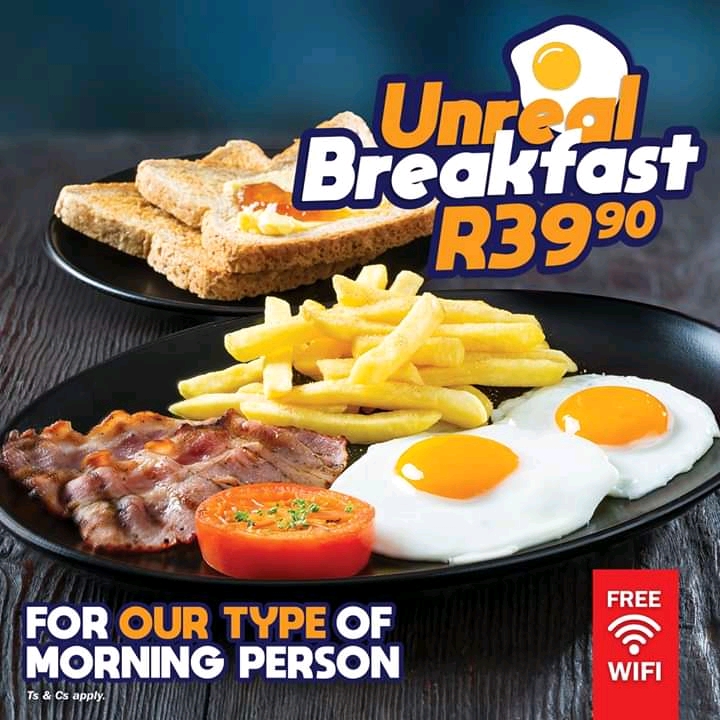 Unreal
Breakfast
R39⁹⁰
FOR OUR TYPE OF
MORNING PERSON
Ts & Cs apply.
FREE
WIFI